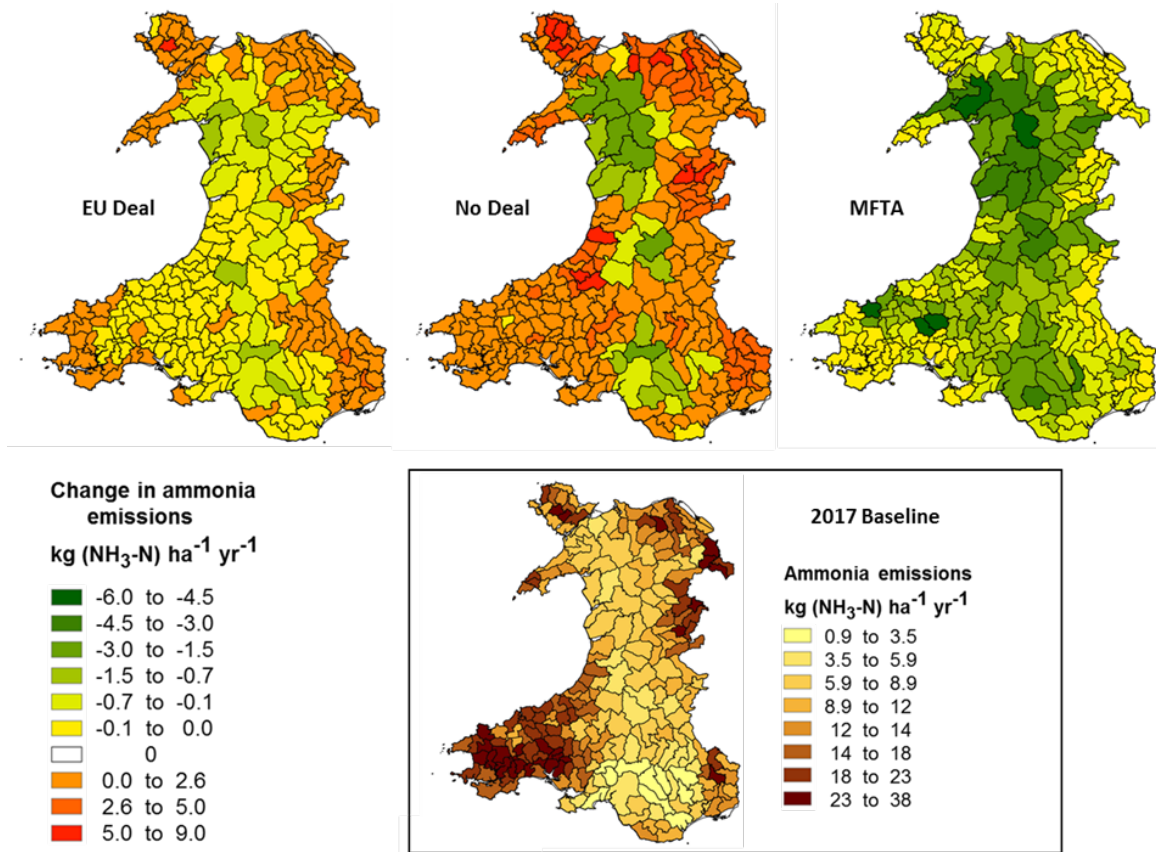 EU Deal
No Deal
MFTA
Change in ammonia
emissions
kg (NH₃-N) ha⁻¹ yr⁻¹
-6.0 to -4.5
-4.5 to -3.0
-3.0 to -1.5
-1.5 to -0.7
-0.7 to -0.1
-0.1 to 0.0
0
0.0 to 2.6
2.6 to 5.0
5.0 to 9.0
2017 Baseline
Ammonia emissions
kg (NH₃-N) ha⁻¹ yr⁻¹
0.9 to 3.5
3.5 to 5.9
5.9 to 8.9
8.9 to 12
12 to 14
14 to 18
18 to 23
23 to 38